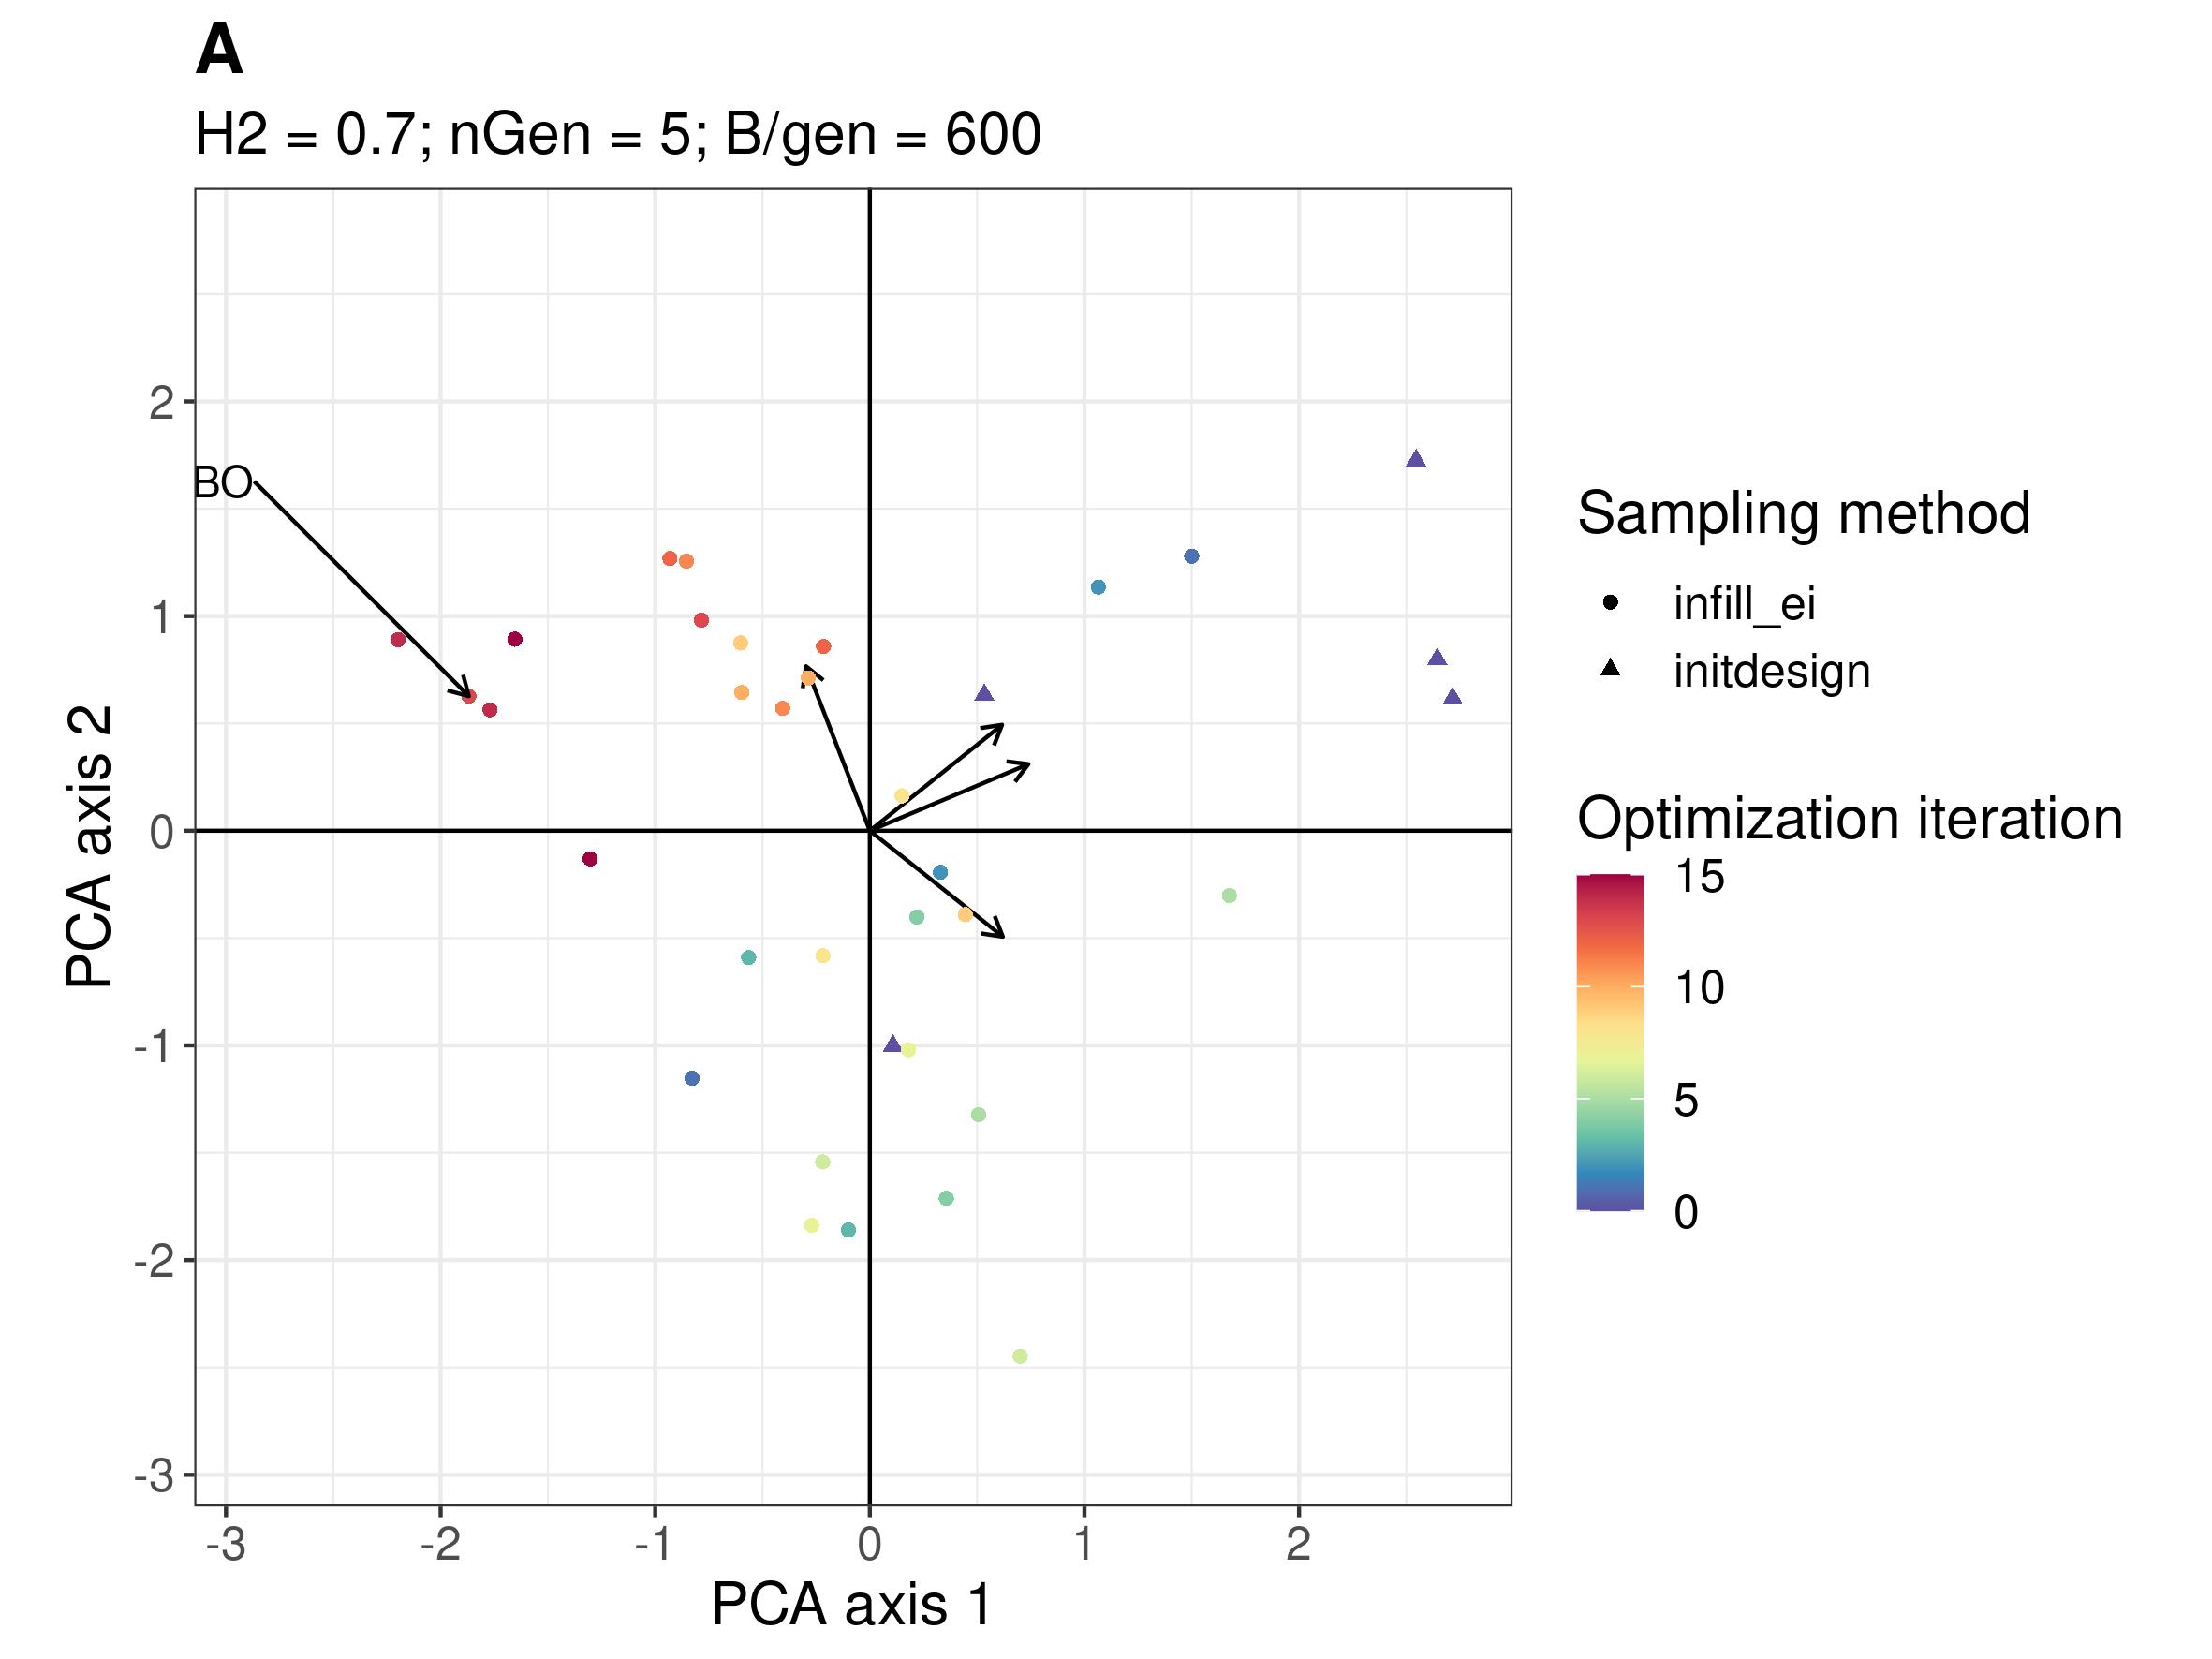 A
H2 = 0.7; nGen = 5; B/gen = 600
PCA axis 2
2
1
0
-1
-2
-3
BO
-3 -2 -1 0 1 2
PCA axis 1
Sampling method
infill_ei
initdesign
Optimization iteration
15
10
5
0